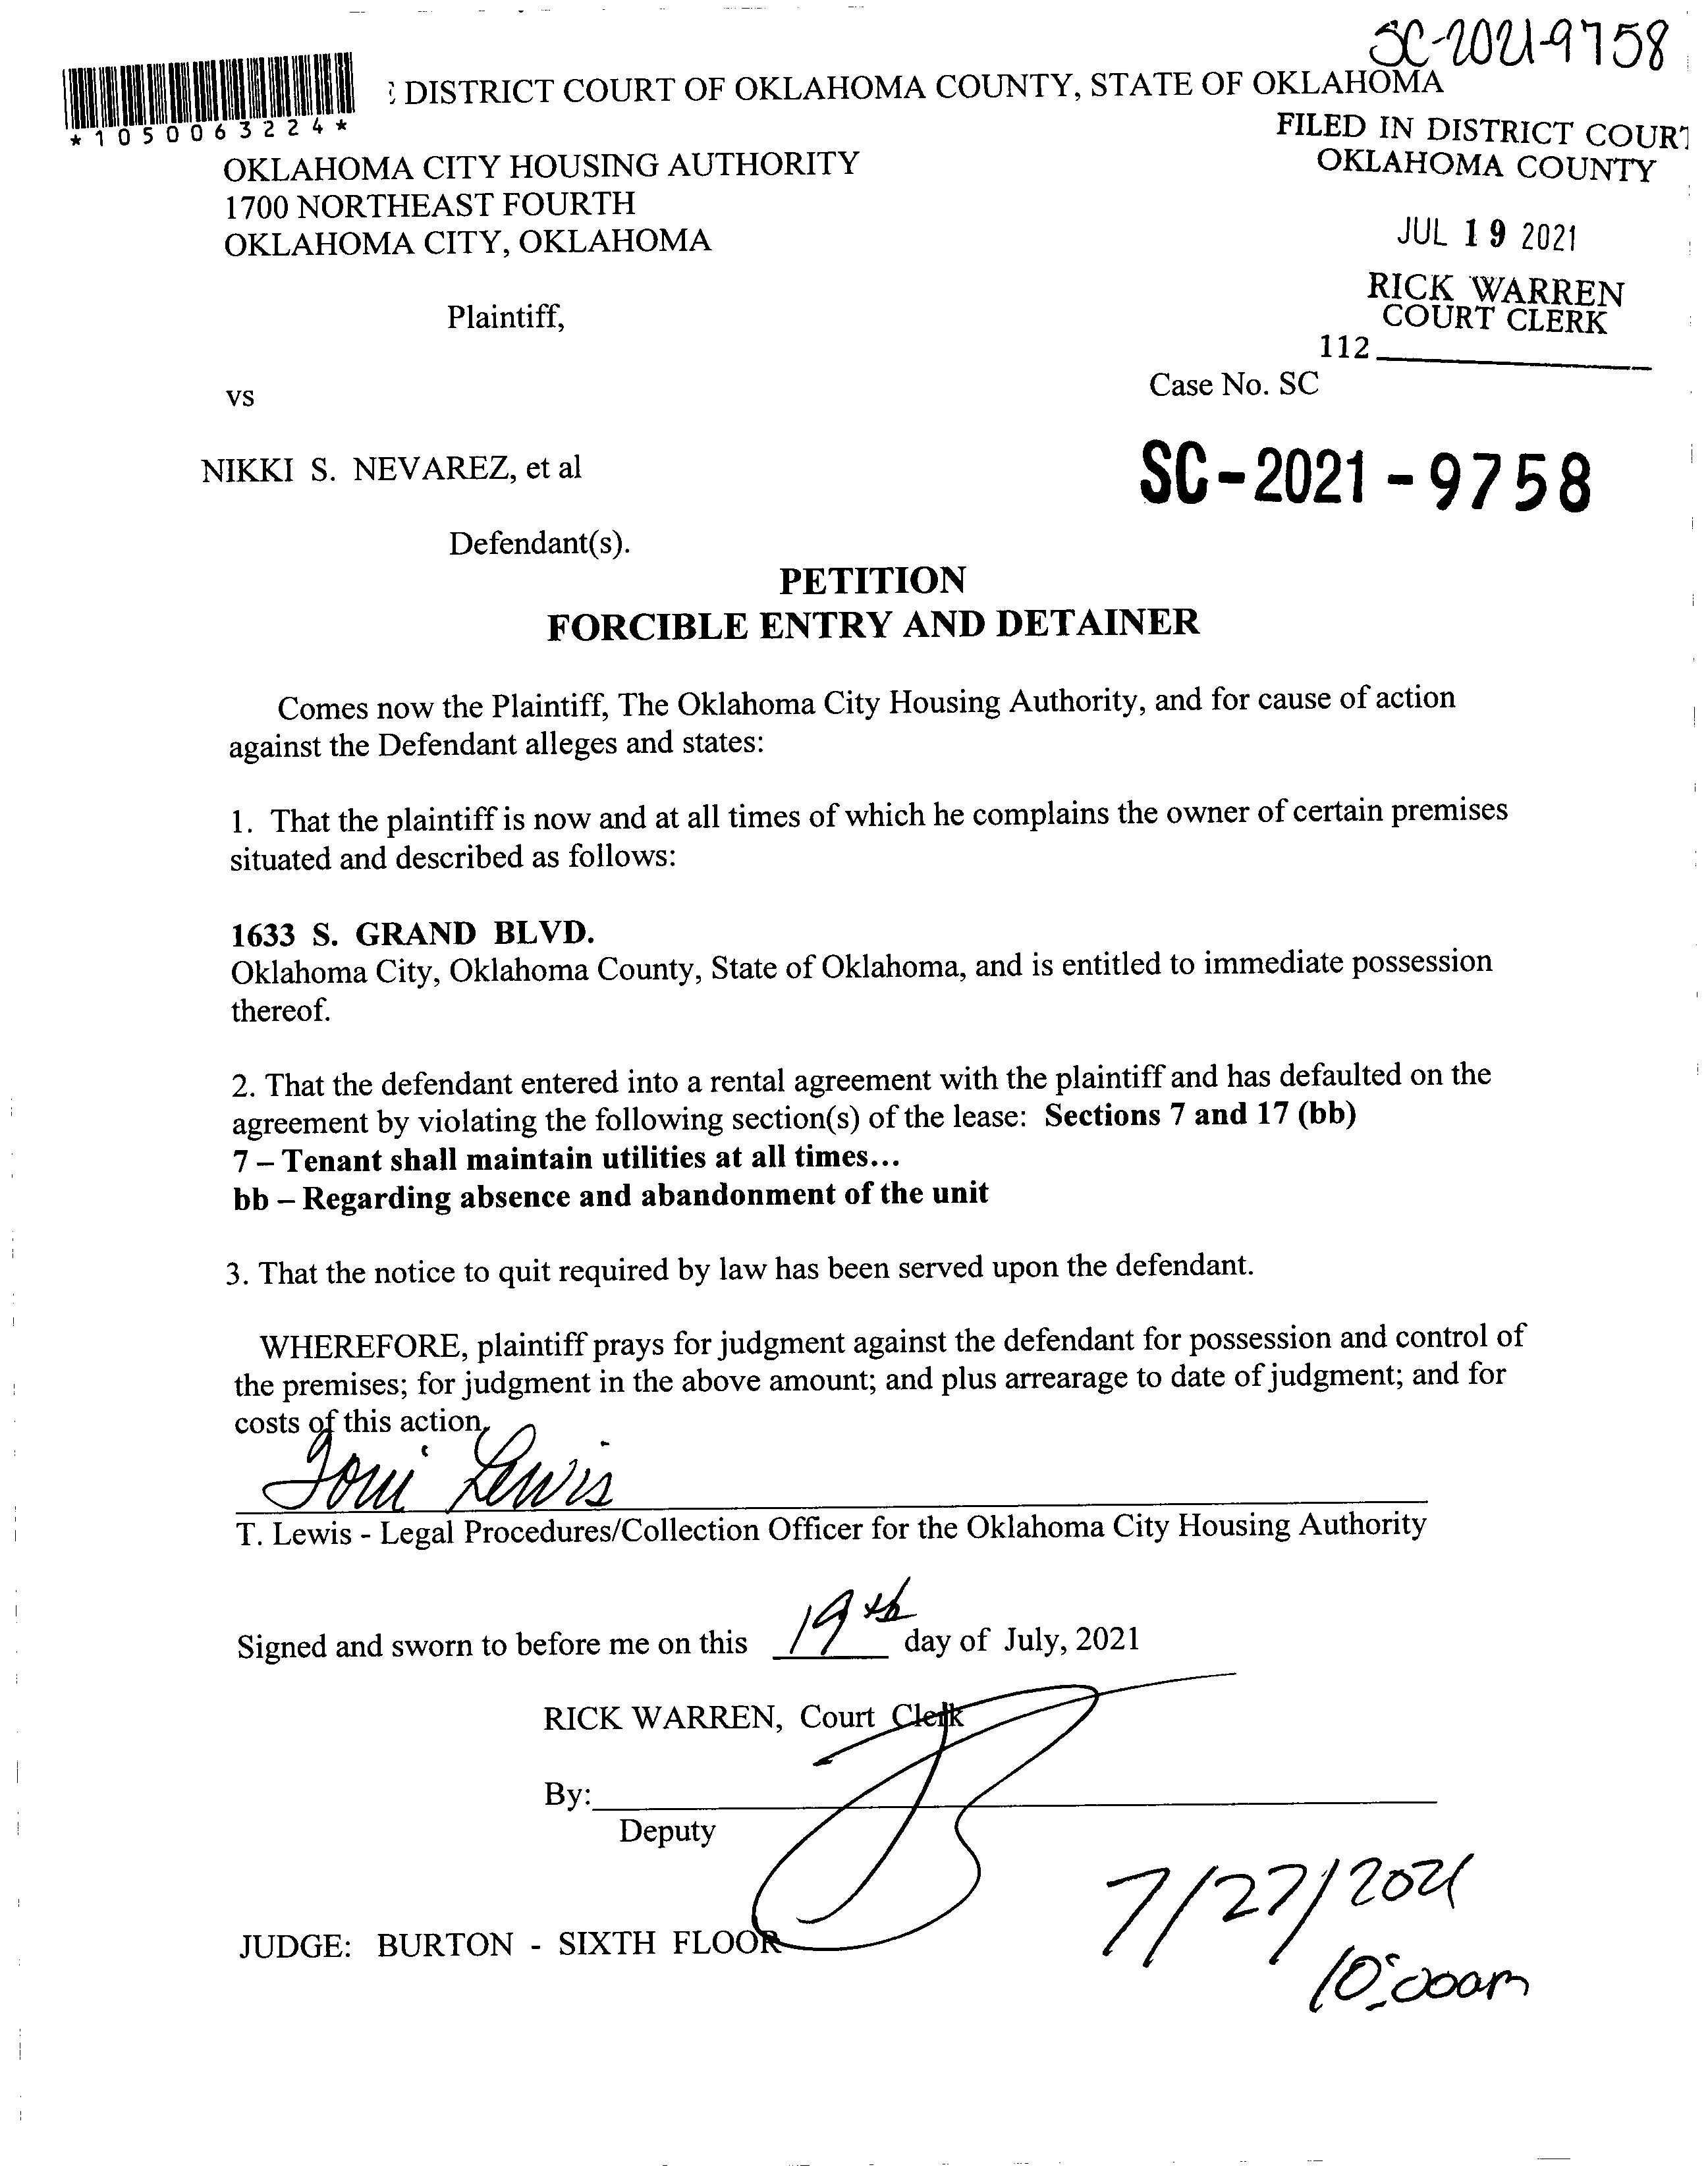 SC-2021-9758
DISTRICT COURT OF OKLAHOMA COUNTY, STATE OF OKLAHOMA
*1050063224*
FILED IN DISTRICT COURT
OKLAHOMA COUNTY
JUL 19 2021
RICK WARREN
COURT CLERK
112
OKLAHOMA CITY HOUSING AUTHORITY
1700 NORTHEAST FOURTH
OKLAHOMA CITY, OKLAHOMA
Plaintiff,
vs
Case No. SC
NIKKI S. NEVAREZ, et al
SC-2021-9758
Defendant(s).
PETITION
FORCIBLE ENTRY AND DETAINER
Comes now the Plaintiff, The Oklahoma City Housing Authority, and for cause of action
against the Defendant alleges and states:
1. That the plaintiff is now and at all times of which he complains the owner of certain premises
situated and described as follows:
1633 S. GRAND BLVD.
Oklahoma City, Oklahoma County, State of Oklahoma, and is entitled to immediate possession
thereof.
2. That the defendant entered into a rental agreement with the plaintiff and has defaulted on the
agreement by violating the following section(s) of the lease: Sections 7 and 17 (bb)
7 – Tenant shall maintain utilities at all times…
bb – Regarding absence and abandonment of the unit
3. That the notice to quit required by law has been served upon the defendant.
WHEREFORE, plaintiff prays for judgment against the defendant for possession and control of
the premises; for judgment in the above amount; and plus arrearage to date of judgment; and for
costs of this action.
Toni Lewis
T. Lewis - Legal Procedures/Collection Officer for the Oklahoma City Housing Authority
Signed and sworn to before me on this 19th day of July, 2021
RICK WARREN, Court Clerk
By:
Deputy
7/27/2021
10:00am
JUDGE: BURTON - SIXTH FLOOR